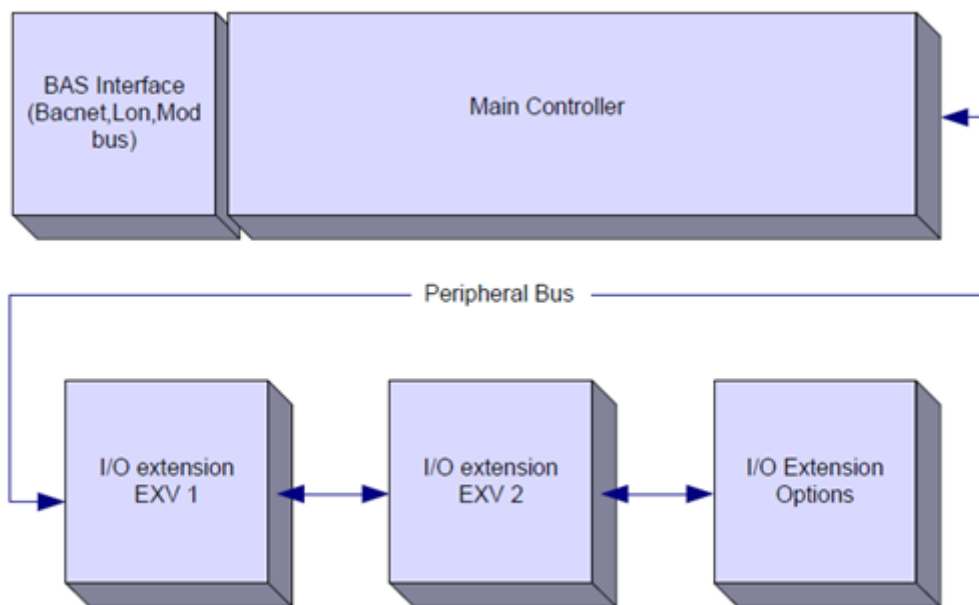 BAS Interface
(Bacnet,Lon,Mod
bus)
Main Controller
Peripheral Bus
I/O extension
EXV 1
I/O extension
EXV 2
I/O Extension
Options